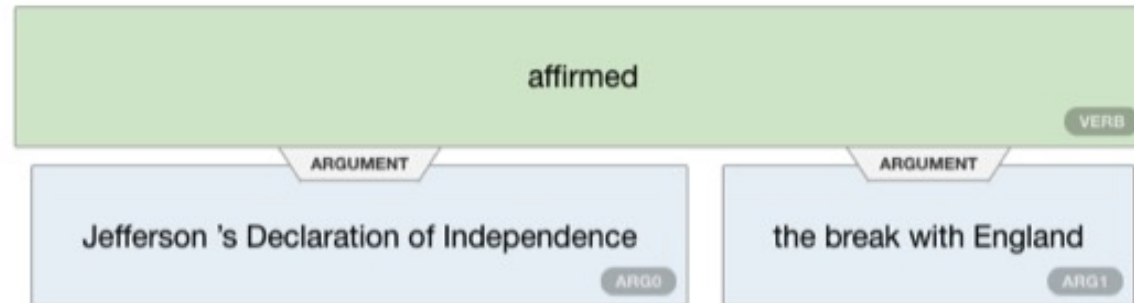 affirmed
VERB
ARGUMENT
ARGUMENT
Jefferson 's Declaration of Independence
the break with England
ARG0
ARG1